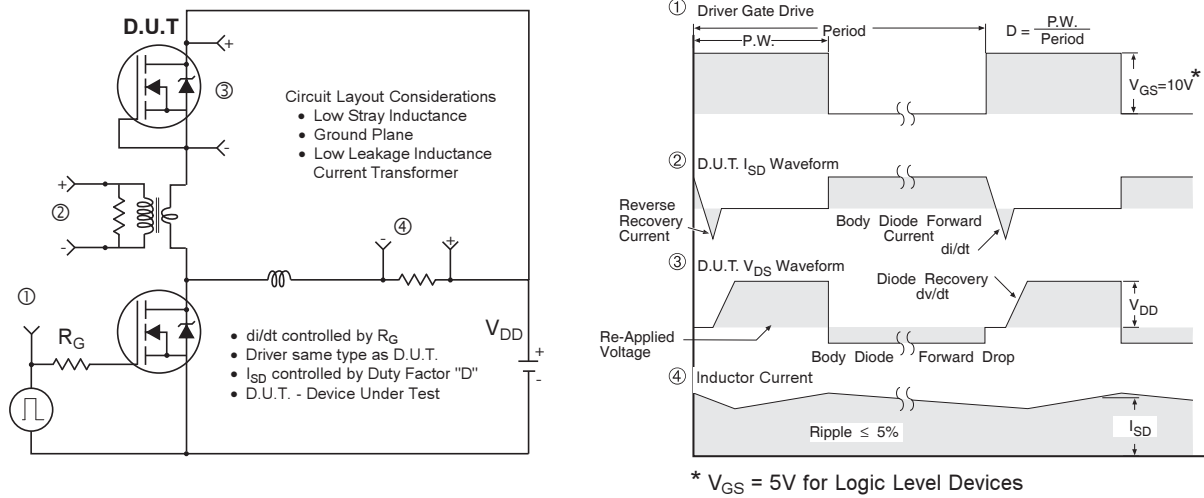 D.U.T
+
③
-
Circuit Layout Considerations
• Low Stray Inductance
• Ground Plane
• Low Leakage Inductance
Current Transformer
+
②
-
④
- +
①
R_G
V_DD
+
-
• di/dt controlled by R_G
• Driver same type as D.U.T.
• I_SD controlled by Duty Factor "D"
• D.U.T. - Device Under Test
① Driver Gate Drive
P.W.
Period
D = P.W.
Period
V_GS=10V *
② D.U.T. I_SD Waveform
Reverse
Recovery
Current
Body Diode Forward
Current
di/dt
③ D.U.T. V_DS Waveform
Diode Recovery
dv/dt
V_DD
Re-Applied
Voltage
Body Diode Forward Drop
④ Inductor Current
Ripple ≤ 5%
I_SD
* V_GS = 5V for Logic Level Devices